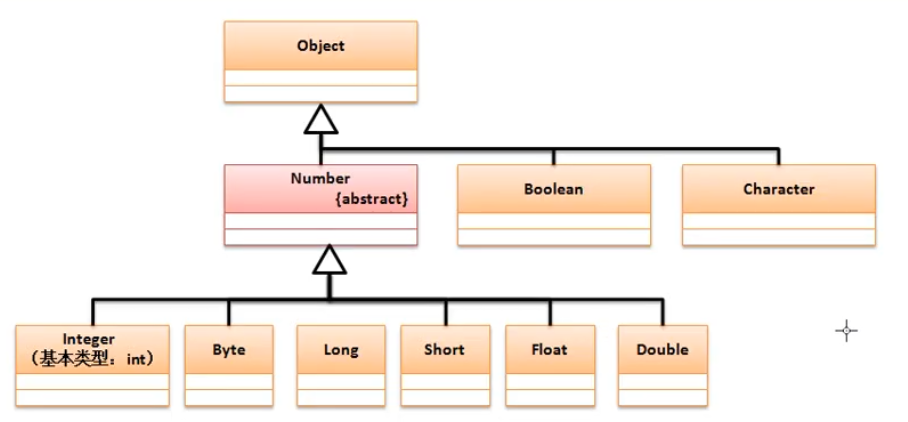 Object
Number
{abstract}
Boolean
Character
Integer
（基本类型：int）
Byte
Long
Short
Float
Double